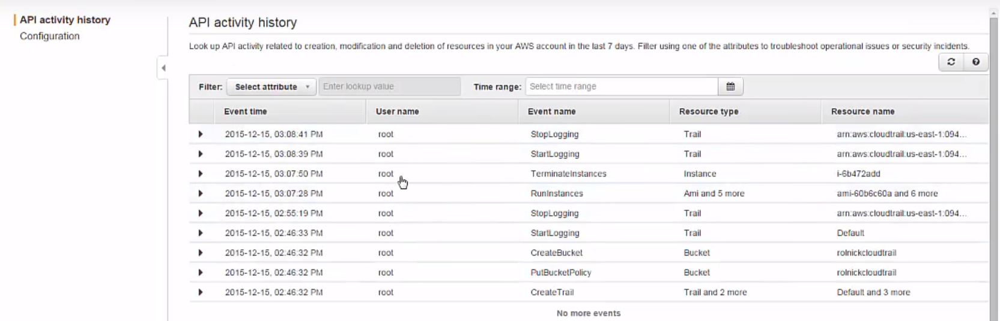 API activity history
Configuration
API activity history
Look up API activity related to creation, modification and deletion of resources in your AWS account in the last 7 days. Filter using one of the attributes to troubleshoot operational issues or security incidents.
Filter: Select attribute Enter lookup value Time range: Select time range
Event time User name Event name Resource type Resource name
2015-12-15, 03:08:41 PM root StopLogging Trail arn:aws:cloudtrail:us-east-1:094...
2015-12-15, 03:08:39 PM root StartLogging Trail arn:aws:cloudtrail:us-east-1:094...
2015-12-15, 03:07:50 PM root TerminateInstances Instance i-6b472add
2015-12-15, 03:07:28 PM root RunInstances Ami and 5 more ami-60b6c60a and 6 more
2015-12-15, 02:55:19 PM root StopLogging Trail arn:aws:cloudtrail:us-east-1:094...
2015-12-15, 02:46:33 PM root StartLogging Trail Default
2015-12-15, 02:46:32 PM root CreateBucket Bucket rolnickcloudtrail
2015-12-15, 02:46:32 PM root PutBucketPolicy Bucket rolnickcloudtrail
2015-12-15, 02:46:32 PM root CreateTrail Trail and 2 more Default and 3 more
No more events